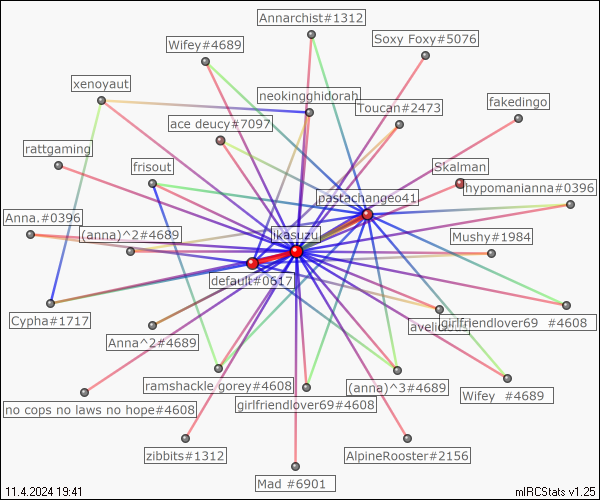 Annarchist#1312
Soxy Foxy#5076
Wifey#4689
xenoyaut
neokingghidorah
Toucan#2473
fakedingo
ace deucy#7097
rattgaming
frisout
Skalman
hypomanianna#0396
pastachangeo41
Anna.#0396
(anna)^2#4689
ikasuzu
Mushy#1984
default#0617
Cypha#1717
girlfriendlover69 #4608
Anna^2#4689
ramshackle gorey#4608
(anna)^3#4689
Wifey #4689
no cops no laws no hope#4608
girlfriendlover69#4608
zibbits#1312
AlpineRooster#2156
Mad #6901
11.4.2024 19:41
mIRCStats v1.25